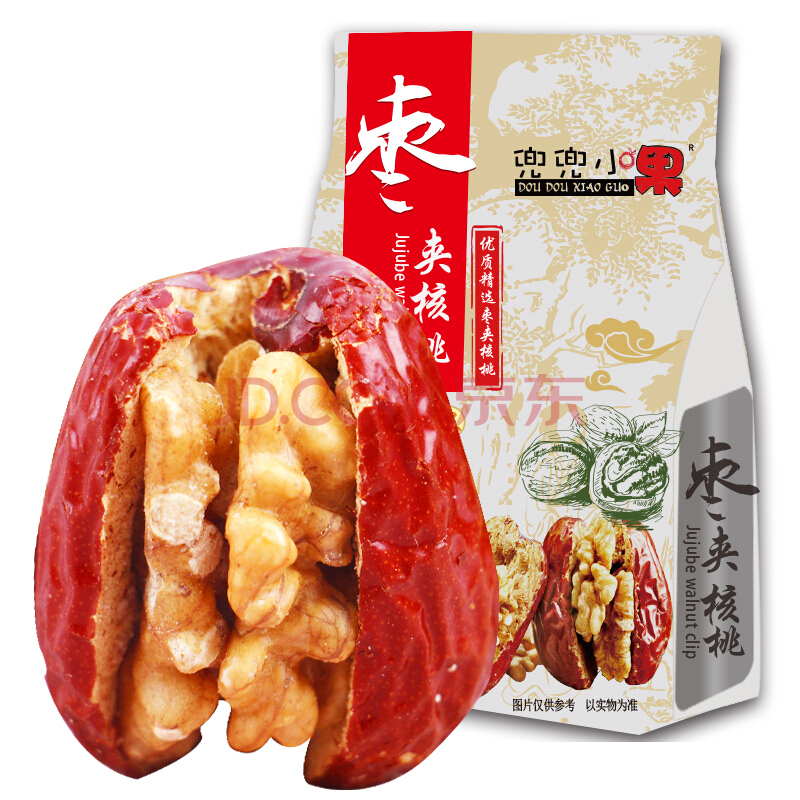 枣
夹核桃
Jujube wa
兜兜小果
R
DOU DOU XIAO GUO
优质精选枣夹核桃
JD.COM 京东
枣夹核桃
Jujube walnut clip
图片仅供参考 以实物为准